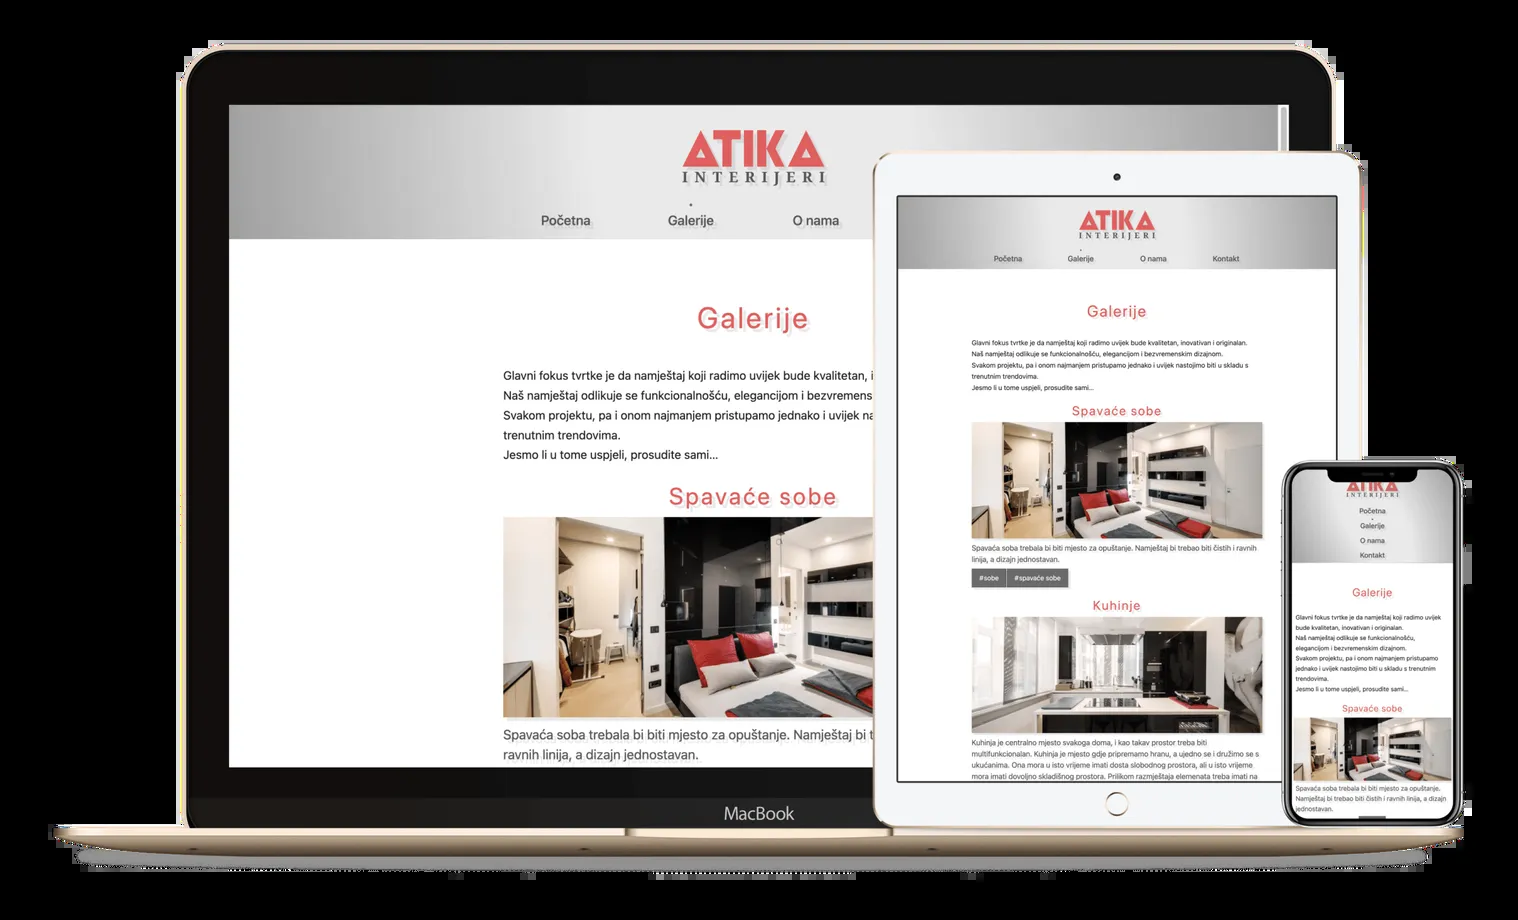 ATIKA
INTERIJERI
Početna
Galerije
O nama
Galerije
Glavni fokus tvrtke je da namještaj koji radimo uvijek bude kvalitetan, i
Naš namještaj odlikuje se funkcionalnošću, elegancijom i bezvremens
Svakom projektu, pa i onom najmanjem pristupamo jednako i uvijek na
trenutnim trendovima.
Jesmo li u tome uspjeli, prosudite sami...
Spavaće sobe
Spavaća soba trebala bi biti mjesto za opuštanje. Namještaj bi t
ravnih linija, a dizajn jednostavan.
MacBook
ATIKA
INTERIJERI
Početna
Galerije
O nama
Kontakt
Galerije
Glavni fokus tvrtke je da namještaj koji radimo uvijek bude kvalitetan, inovativan i originalan.
Naš namještaj odlikuje se funkcionalnošću, elegancijom i bezvremenskim dizajnom.
Svakom projektu, pa i onom najmanjem pristupamo jednako i uvijek nastojimo biti u skladu s
trenutnim trendovima.
Jesmo li u tome uspjeli, prosudite sami...
Spavaće sobe
Spavaća soba trebala bi biti mjesto za opuštanje. Namještaj bi trebao biti čistih i ravnih
linija, a dizajn jednostavan.
#sobe
#spavaće sobe
Kuhinje
Kuhinja je centralno mjesto svakoga doma, i kao takav prostor treba biti
multifunkcionalan. Kuhinja je mjesto gdje pripremamo hranu, a ujedno se i družimo se s
ukućanima. Ona mora u isto vrijeme imati dosta slobodnog prostora, ali u isto vrijeme
mora imati dovoljno skladišnog prostora. Prilikom razmještaja elemenata treba imati na
ATIKA
INTERIJERI
Početna
Galerije
O nama
Kontakt
Galerije
Glavni fokus tvrtke je da namještaj koji radimo uvijek
bude kvalitetan, inovativan i originalan.
Naš namještaj odlikuje se funkcionalnošću,
elegancijom i bezvremenskim dizajnom.
Svakom projektu, pa i onom najmanjem pristupamo
jednako i uvijek nastojimo biti u skladu s trenutnim
trendovima.
Jesmo li u tome uspjeli, prosudite sami...
Spavaće sobe
Spavaća soba trebala bi biti mjesto za opuštanje.
Namještaj bi trebao biti čistih i ravnih linija, a dizajn
jednostavan.